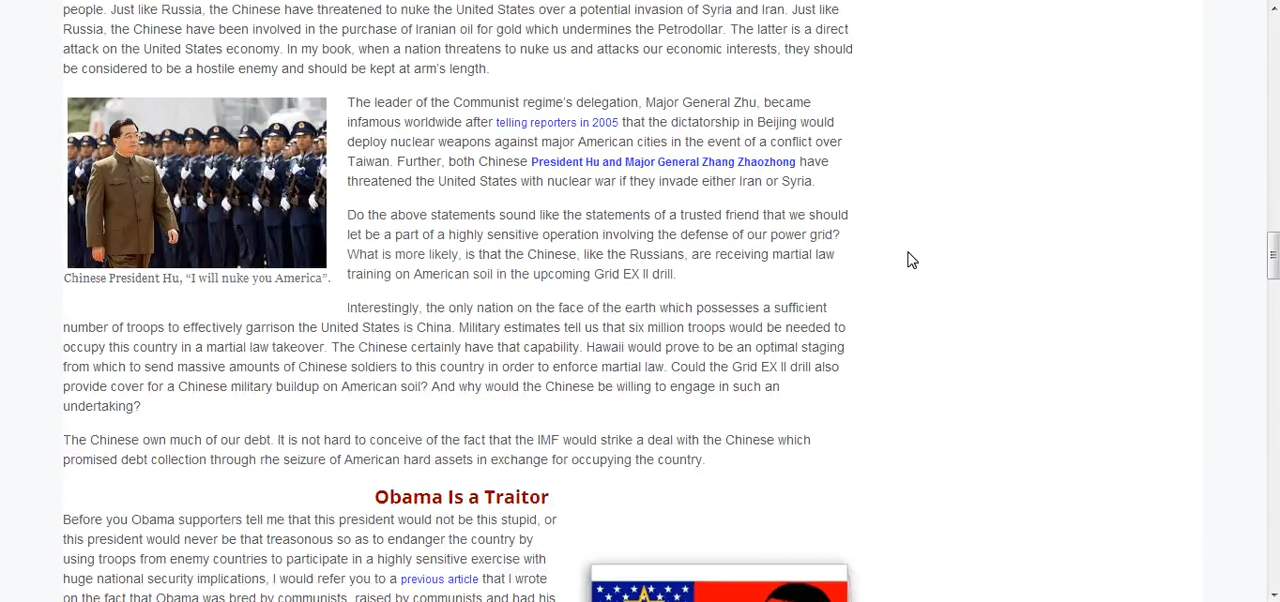 people. Just like Russia, the Chinese have threatened to nuke the United States over a potential invasion of Syria and Iran. Just like
Russia, the Chinese have been involved in the purchase of Iranian oil for gold which undermines the Petrodollar. The latter is a direct
attack on the United States economy. In my book, when a nation threatens to nuke us and attacks our economic interests, they should
be considered to be a hostile enemy and should be kept at arm's length.
The leader of the Communist regime's delegation, Major General Zhu, became
infamous worldwide after telling reporters in 2005 that the dictatorship in Beijing would
deploy nuclear weapons against major American cities in the event of a conflict over
Taiwan. Further, both Chinese President Hu and Major General Zhang Zhaozhong have
threatened the United States with nuclear war if they invade either Iran or Syria.
Chinese President Hu, “I will nuke you America”.
Do the above statements sound like the statements of a trusted friend that we should
let be a part of a highly sensitive operation involving the defense of our power grid?
What is more likely, is that the Chinese, like the Russians, are receiving martial law
training on American soil in the upcoming Grid EX II drill.
Interestingly, the only nation on the face of the earth which possesses a sufficient
number of troops to effectively garrison the United States is China. Military estimates tell us that six million troops would be needed to
occupy this country in a martial law takeover. The Chinese certainly have that capability. Hawaii would prove to be an optimal staging
from which to send massive amounts of Chinese soldiers to this country in order to enforce martial law. Could the Grid EX II drill also
provide cover for a Chinese military buildup on American soil? And why would the Chinese be willing to engage in such an
undertaking?
The Chinese own much of our debt. It is not hard to conceive of the fact that the IMF would strike a deal with the Chinese which
promised debt collection through rhe seizure of American hard assets in exchange for occupying the country.
Obama Is a Traitor
Before you Obama supporters tell me that this president would not be this stupid, or
this president would never be that treasonous so as to endanger the country by
using troops from enemy countries to participate in a highly sensitive exercise with
huge national security implications, I would refer you to a previous article that I wrote
on the fact that Obama was bred by communists, raised by communists and had his